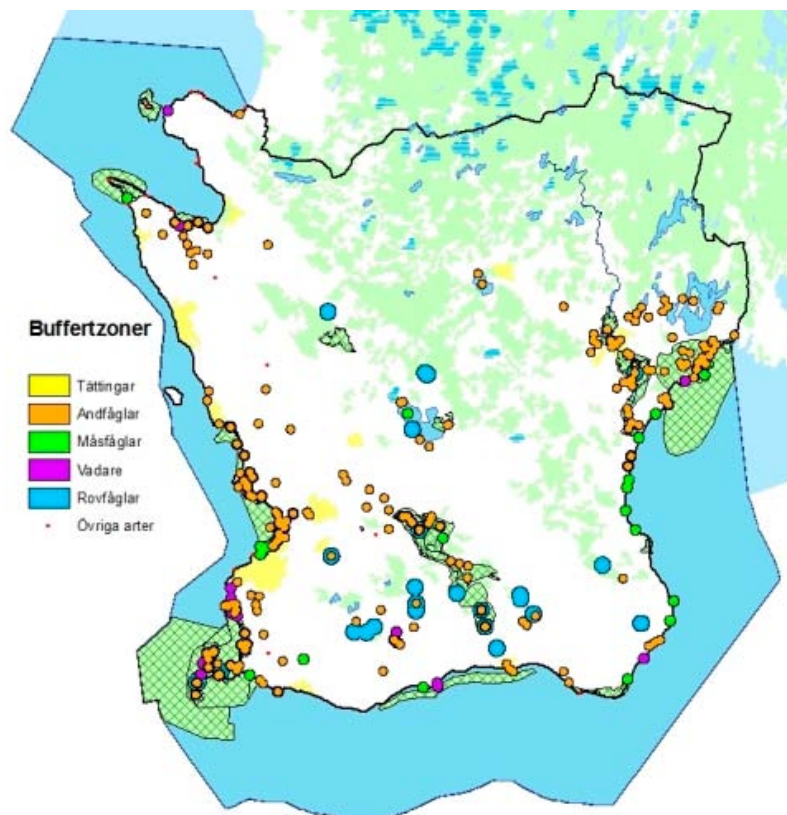 Buffertzoner
Tättingar
Andfåglar
Måsfåglar
Vadare
Rovfåglar
Övriga arter